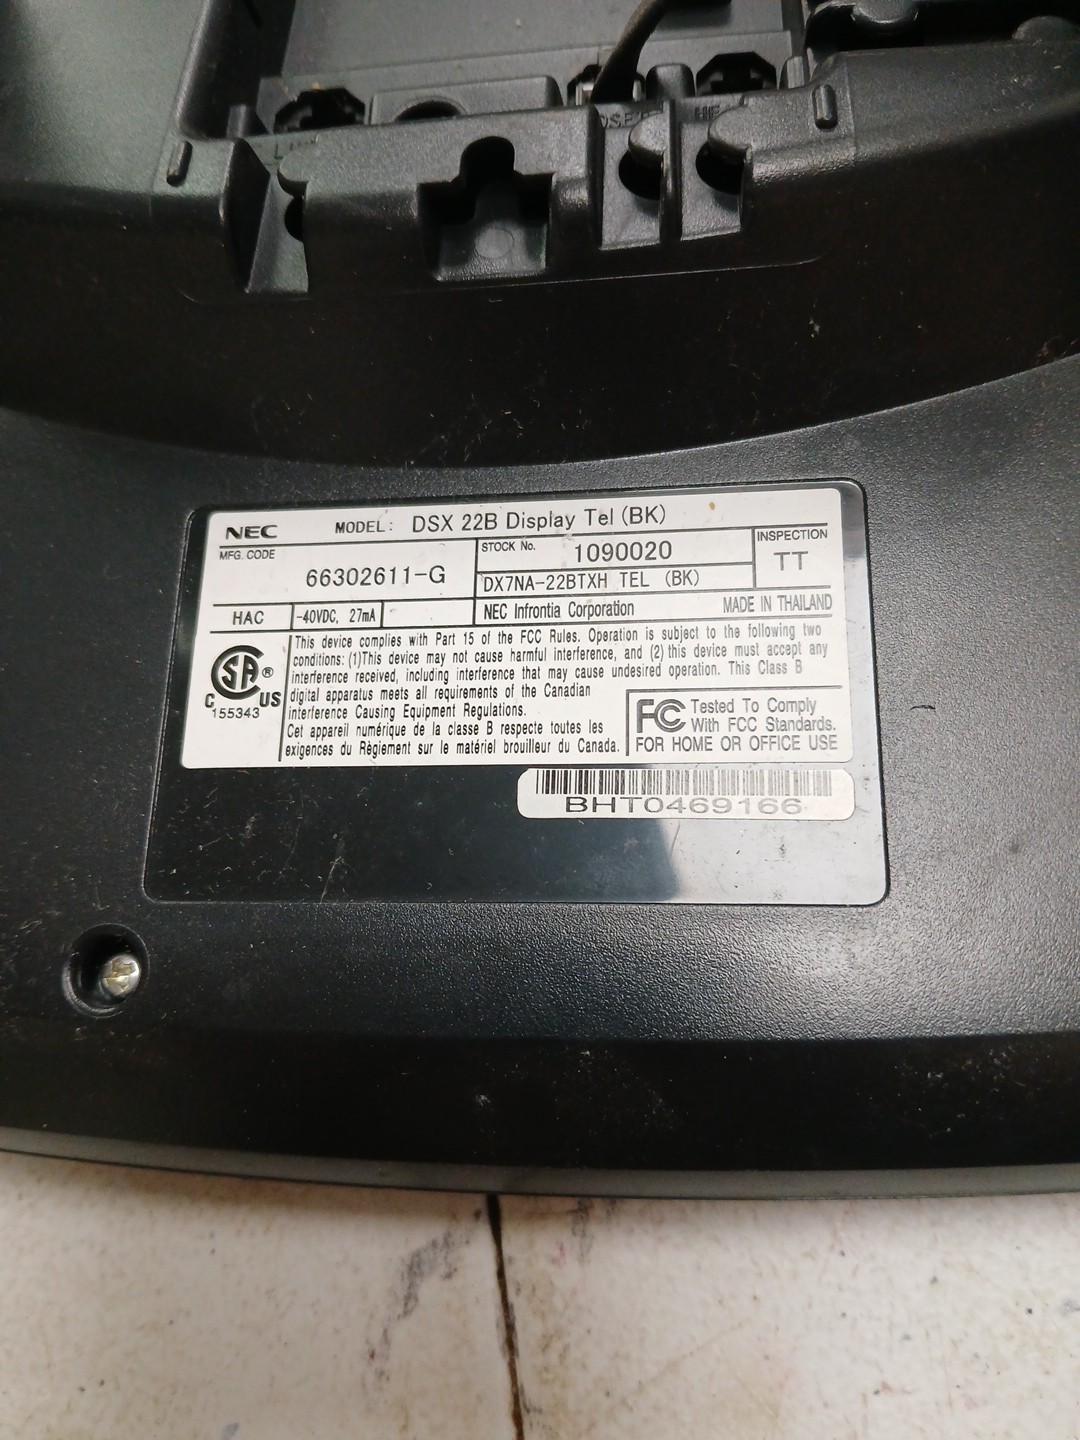 NEC MODEL: DSX 22B Display Tel (BK)
MFG. CODE
66302611-G
STOCK No. 1090020
DX7NA-22BTXH TEL (BK)
INSPECTION
TT
HAC
-40VDC, 27mA
NEC Infrontia Corporation MADE IN THAILAND
This device complies with Part 15 of the FCC Rules. Operation is subject to the following two
conditions: (1)This device may not cause harmful interference, and (2) this device must accept any
interference received, including interference that may cause undesired operation. This Class B
digital apparatus meets all requirements of the Canadian
interference Causing Equipment Regulations.
Cet appareil numérique de la classe B respecte toutes les
exigences du Règiement sur le matériel brouilleur du Canada.
C SA ® US
155343
FC Tested To Comply
With FCC Standards.
FOR HOME OR OFFICE USE
BHT0469166